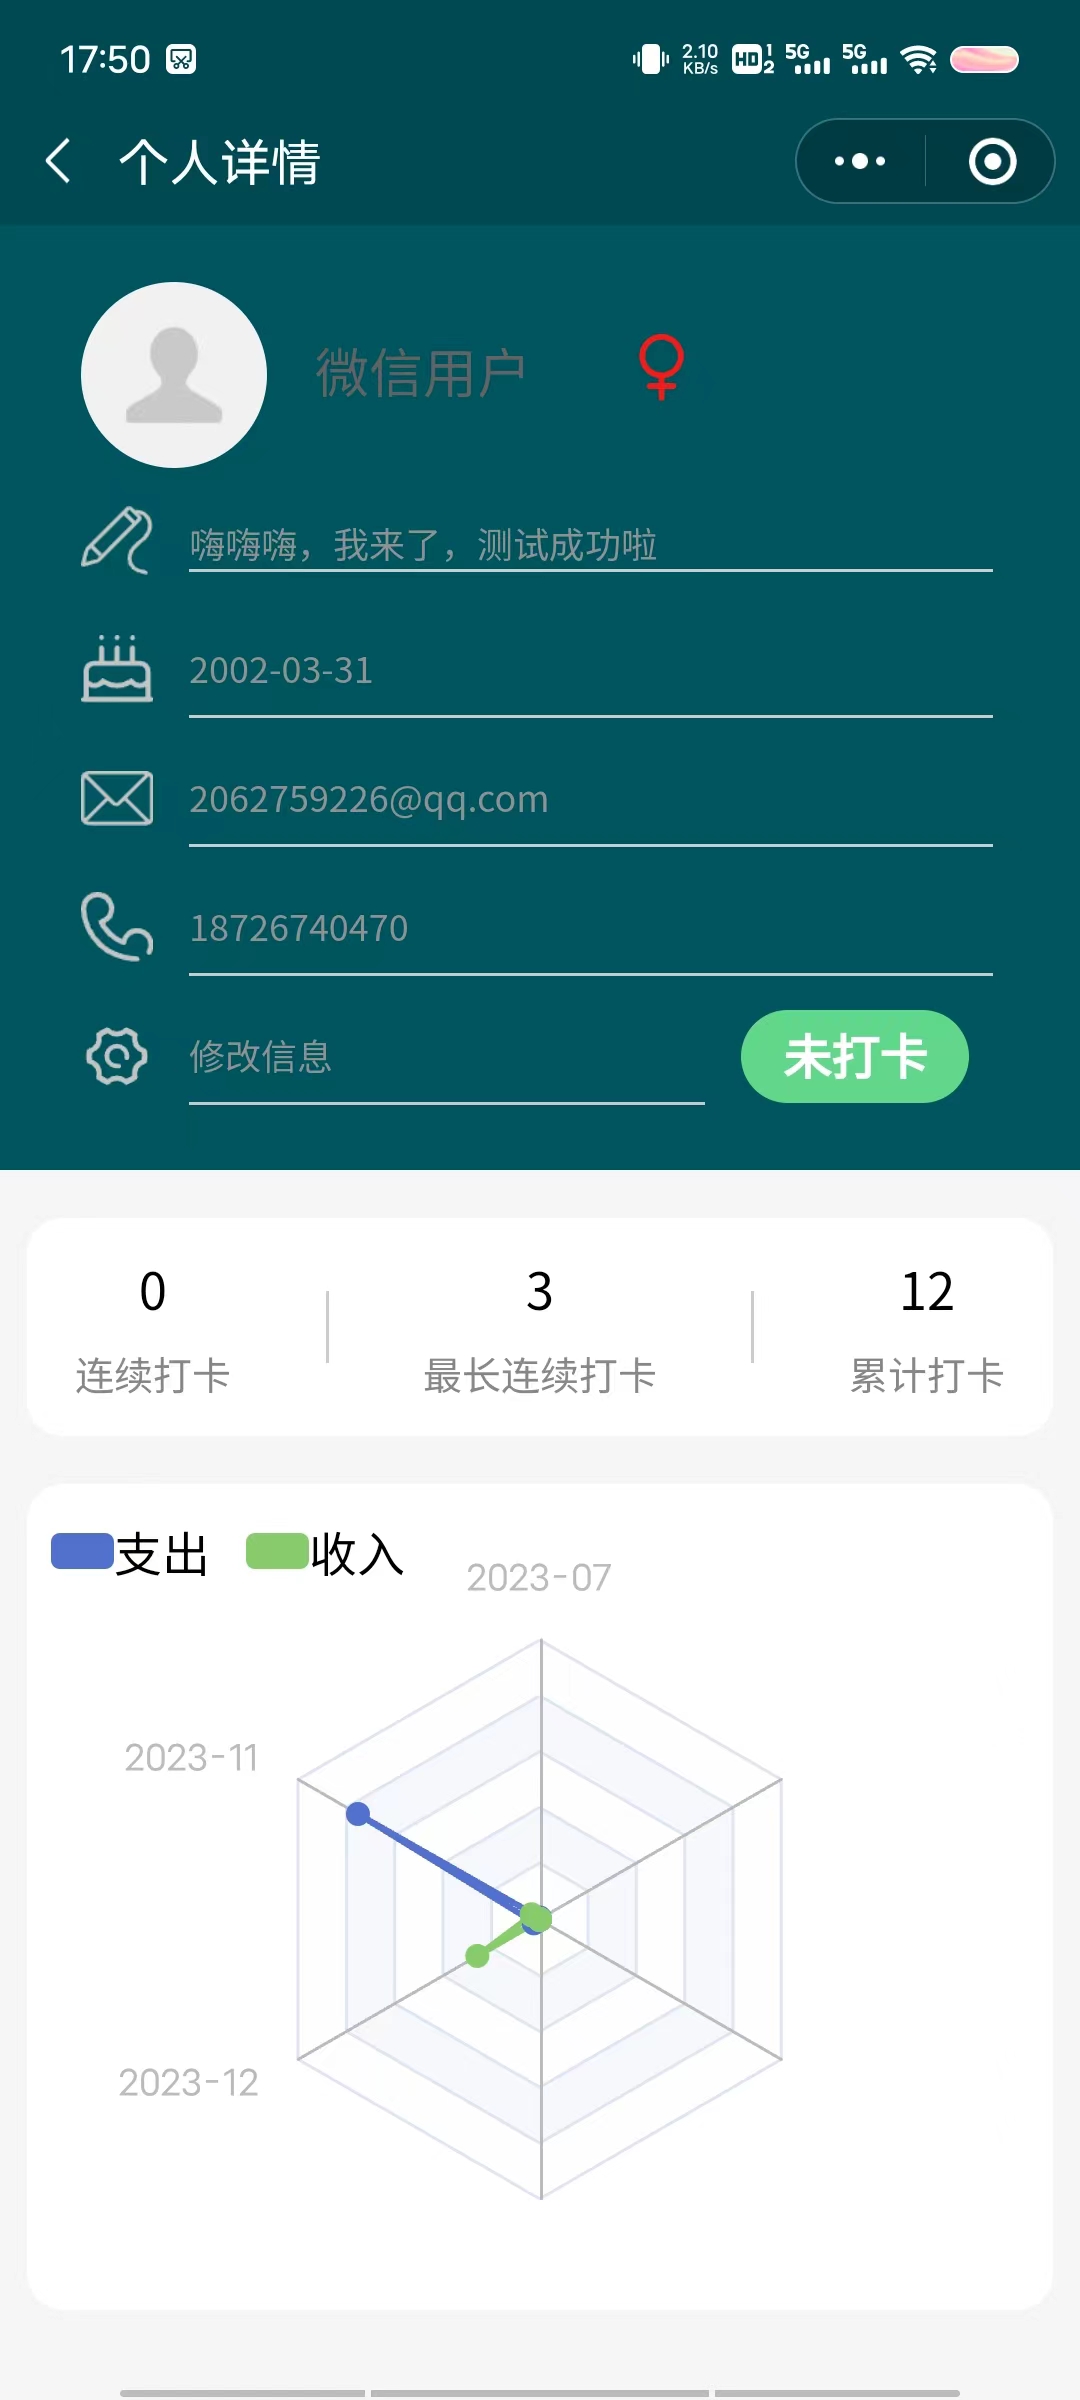 17:50
2.10 KB/s HD 1 2 5G 5G
个人详情
微信用户
嗨嗨嗨，我来了，测试成功啦
2002-03-31
2062759226@qq.com
18726740470
修改信息 未打卡
0 3 12
连续打卡 最长连续打卡 累计打卡
支出 收入
2023-07
2023-11
2023-12